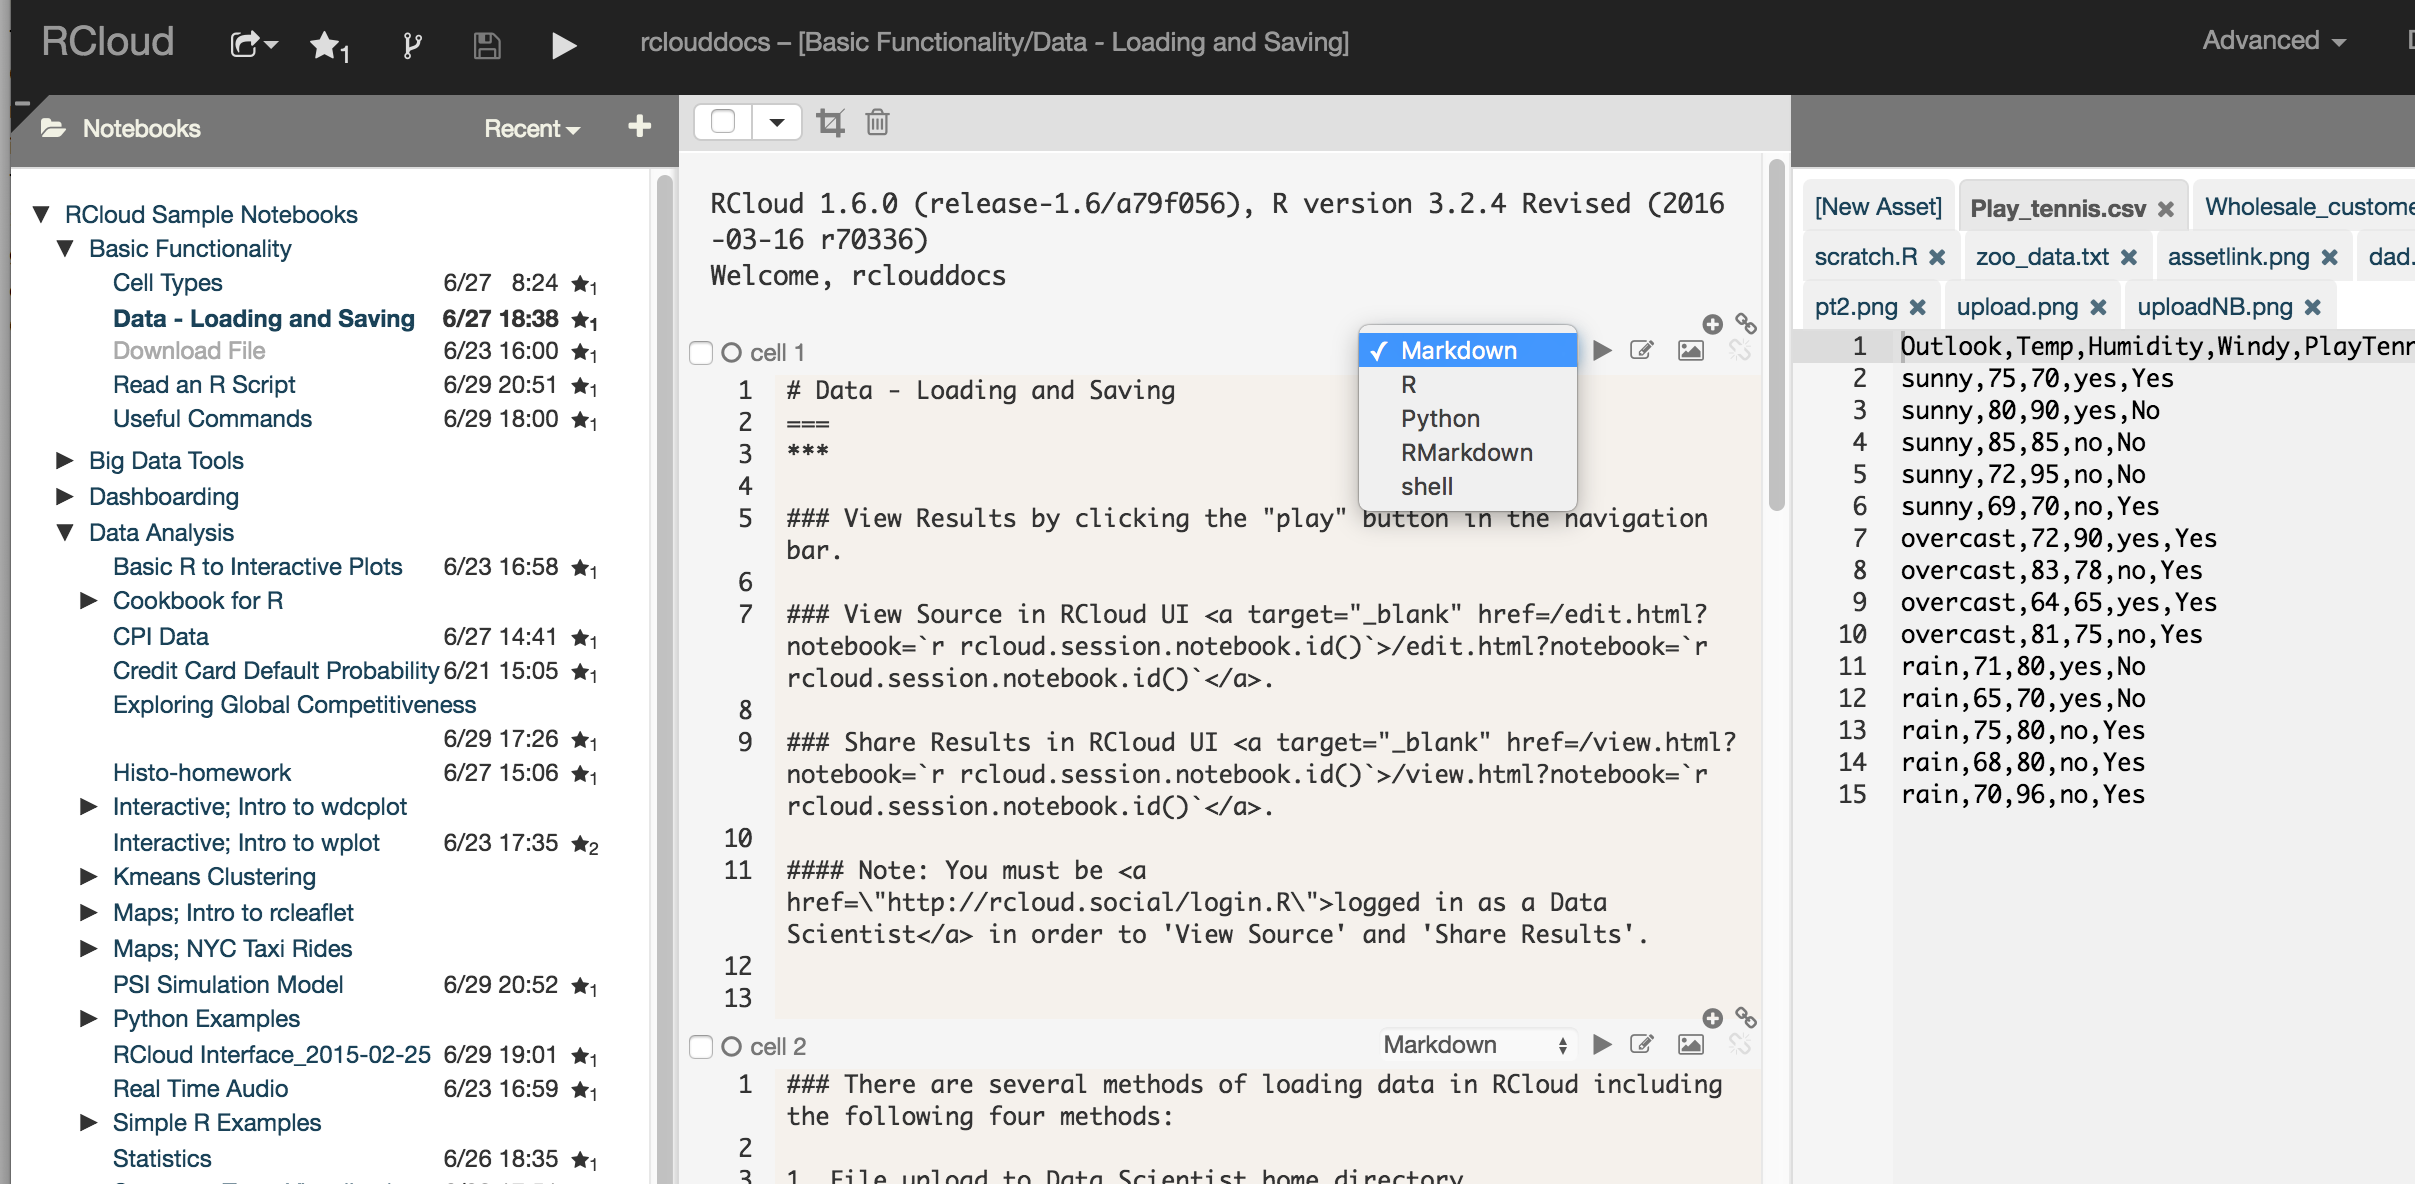 RCloud
1
rclouddocs – [Basic Functionality/Data - Loading and Saving]
Advanced
Notebooks
Recent
RCloud Sample Notebooks
Basic Functionality
Cell Types 6/27 8:24 1
Data - Loading and Saving 6/27 18:38 1
Download File 6/23 16:00 1
Read an R Script 6/29 20:51 1
Useful Commands 6/29 18:00 1
Big Data Tools
Dashboarding
Data Analysis
Basic R to Interactive Plots 6/23 16:58 1
Cookbook for R
CPI Data 6/27 14:41 1
Credit Card Default Probability 6/21 15:05 1
Exploring Global Competitiveness
6/29 17:26 1
Histo-homework 6/27 15:06 1
Interactive; Intro to wdcplot
Interactive; Intro to wplot 6/23 17:35 2
Kmeans Clustering
Maps; Intro to rcleaflet
Maps; NYC Taxi Rides
PSI Simulation Model 6/29 20:52 1
Python Examples
RCloud Interface_2015-02-25 6/29 19:01 1
Real Time Audio 6/23 16:59 1
Simple R Examples
Statistics 6/26 18:35 1
RCloud 1.6.0 (release-1.6/a79f056), R version 3.2.4 Revised (2016
-03-16 r70336)
Welcome, rclouddocs
cell 1
✓ Markdown
R
Python
RMarkdown
shell
1 # Data - Loading and Saving
2 ===
3 ***
4
5 ### View Results by clicking the "play" button in the navigation
bar.
6
7 ### View Source in RCloud UI <a target="_blank" href=/edit.html?
notebook=`r rcloud.session.notebook.id()`>/edit.html?notebook=`r
rcloud.session.notebook.id()`</a>.
8
9 ### Share Results in RCloud UI <a target="_blank" href=/view.html?
notebook=`r rcloud.session.notebook.id()`>/view.html?notebook=`r
rcloud.session.notebook.id()`</a>.
10
11 #### Note: You must be <a
href=\"http://rcloud.social/login.R\">logged in as a Data
Scientist</a> in order to 'View Source' and 'Share Results'.
12
13
cell 2
Markdown
1 ### There are several methods of loading data in RCloud including
the following four methods:
2
3 1. File upload to Data Scientist home directory
[New Asset] Play_tennis.csv Wholesale_custome
scratch.R zoo_data.txt assetlink.png dad.
pt2.png upload.png uploadNB.png
1 Outlook,Temp,Humidity,Windy,PlayTenn
2 sunny,75,70,yes,Yes
3 sunny,80,90,yes,No
4 sunny,85,85,no,No
5 sunny,72,95,no,No
6 sunny,69,70,no,Yes
7 overcast,72,90,yes,Yes
8 overcast,83,78,no,Yes
9 overcast,64,65,yes,Yes
10 overcast,81,75,no,Yes
11 rain,71,80,yes,No
12 rain,65,70,yes,No
13 rain,75,80,no,Yes
14 rain,68,80,no,Yes
15 rain,70,96,no,Yes